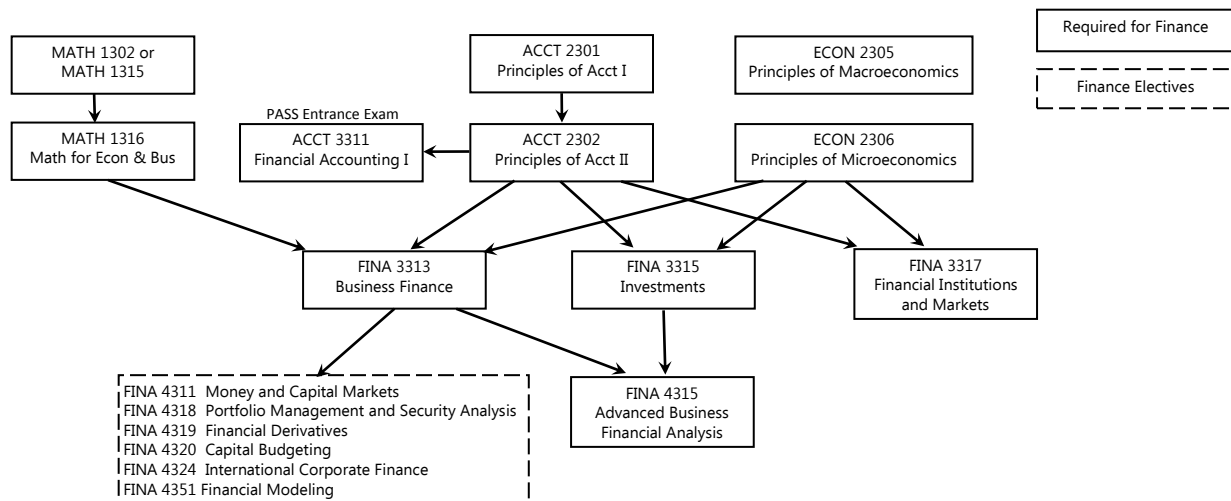 MATH 1302 or
MATH 1315
ACCT 2301
Principles of Acct I
ECON 2305
Principles of Macroeconomics
Required for Finance
Finance Electives
MATH 1316
Math for Econ & Bus
PASS Entrance Exam
ACCT 3311
Financial Accounting I
ACCT 2302
Principles of Acct II
ECON 2306
Principles of Microeconomics
FINA 3313
Business Finance
FINA 3315
Investments
FINA 3317
Financial Institutions
and Markets
FINA 4311 Money and Capital Markets
FINA 4318 Portfolio Management and Security Analysis
FINA 4319 Financial Derivatives
FINA 4320 Capital Budgeting
FINA 4324 International Corporate Finance
FINA 4351 Financial Modeling
FINA 4315
Advanced Business
Financial Analysis